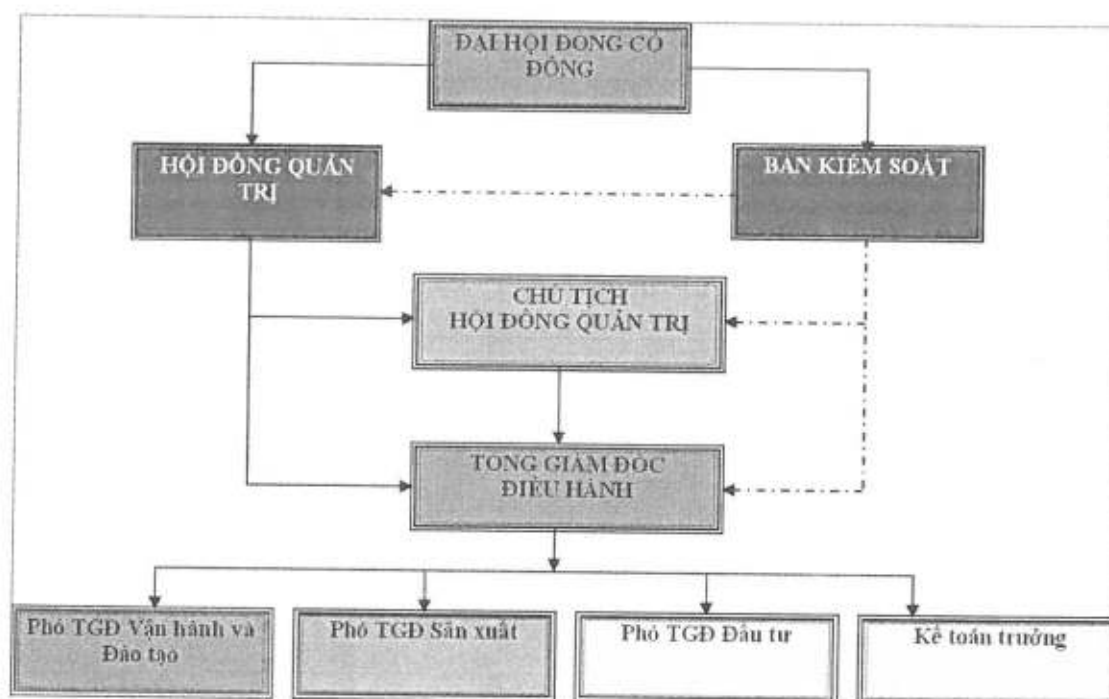 ĐẠI HỘI ĐỒNG CỔ
ĐÔNG
HỘI ĐỒNG QUẢN
TRỊ
BAN KIỂM SOÁT
CHỦ TỊCH
HỘI ĐỒNG QUẢN TRỊ
TỔNG GIÁM ĐỐC
ĐIỀU HÀNH
Phó TGĐ Vận hành và
Đào tạo
Phó TGĐ Sản xuất
Phó TGĐ Đầu tư
Kế toán trưởng